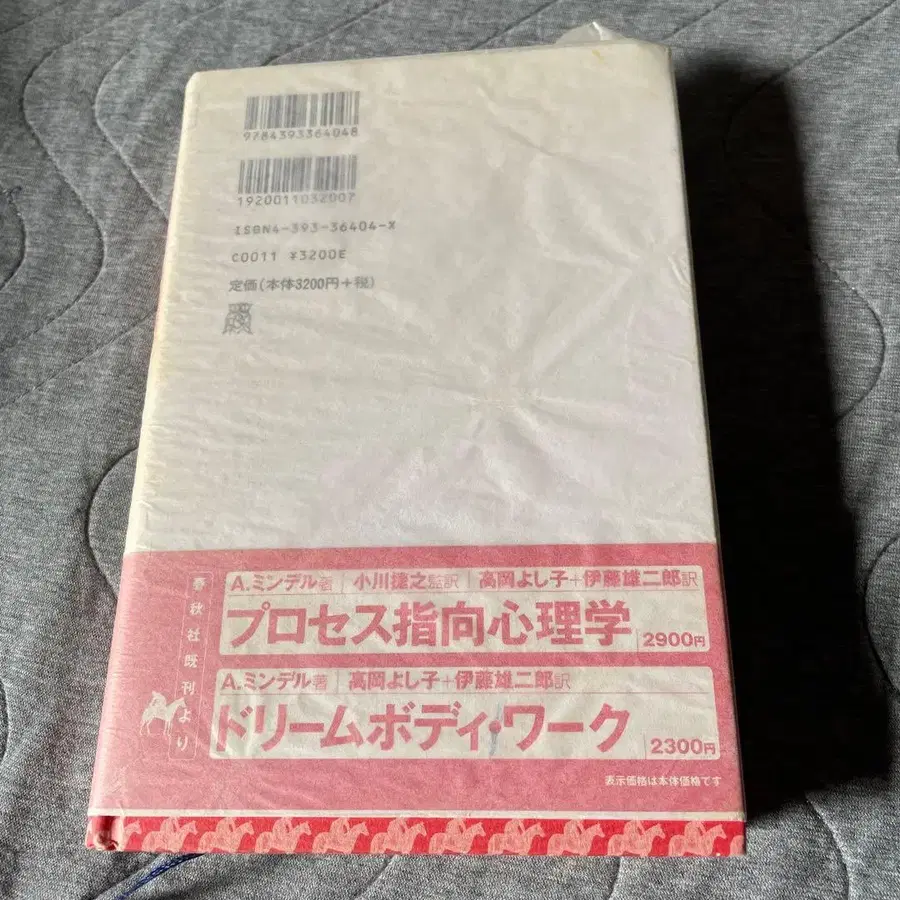 9784393364048
1920011032007
ISBN4-393-36404-X
C0011 ¥3200E
定価(本体3200円+税)
春秋社既刊より
A.ミンデル著 小川捷之監訳 高岡よし子+伊藤雄二郎訳
プロセス指向心理学 2900円
A.ミンデル著 高岡よし子+伊藤雄二郎訳
ドリームボディ・ワーク 2300円
表示価格は本体価格です